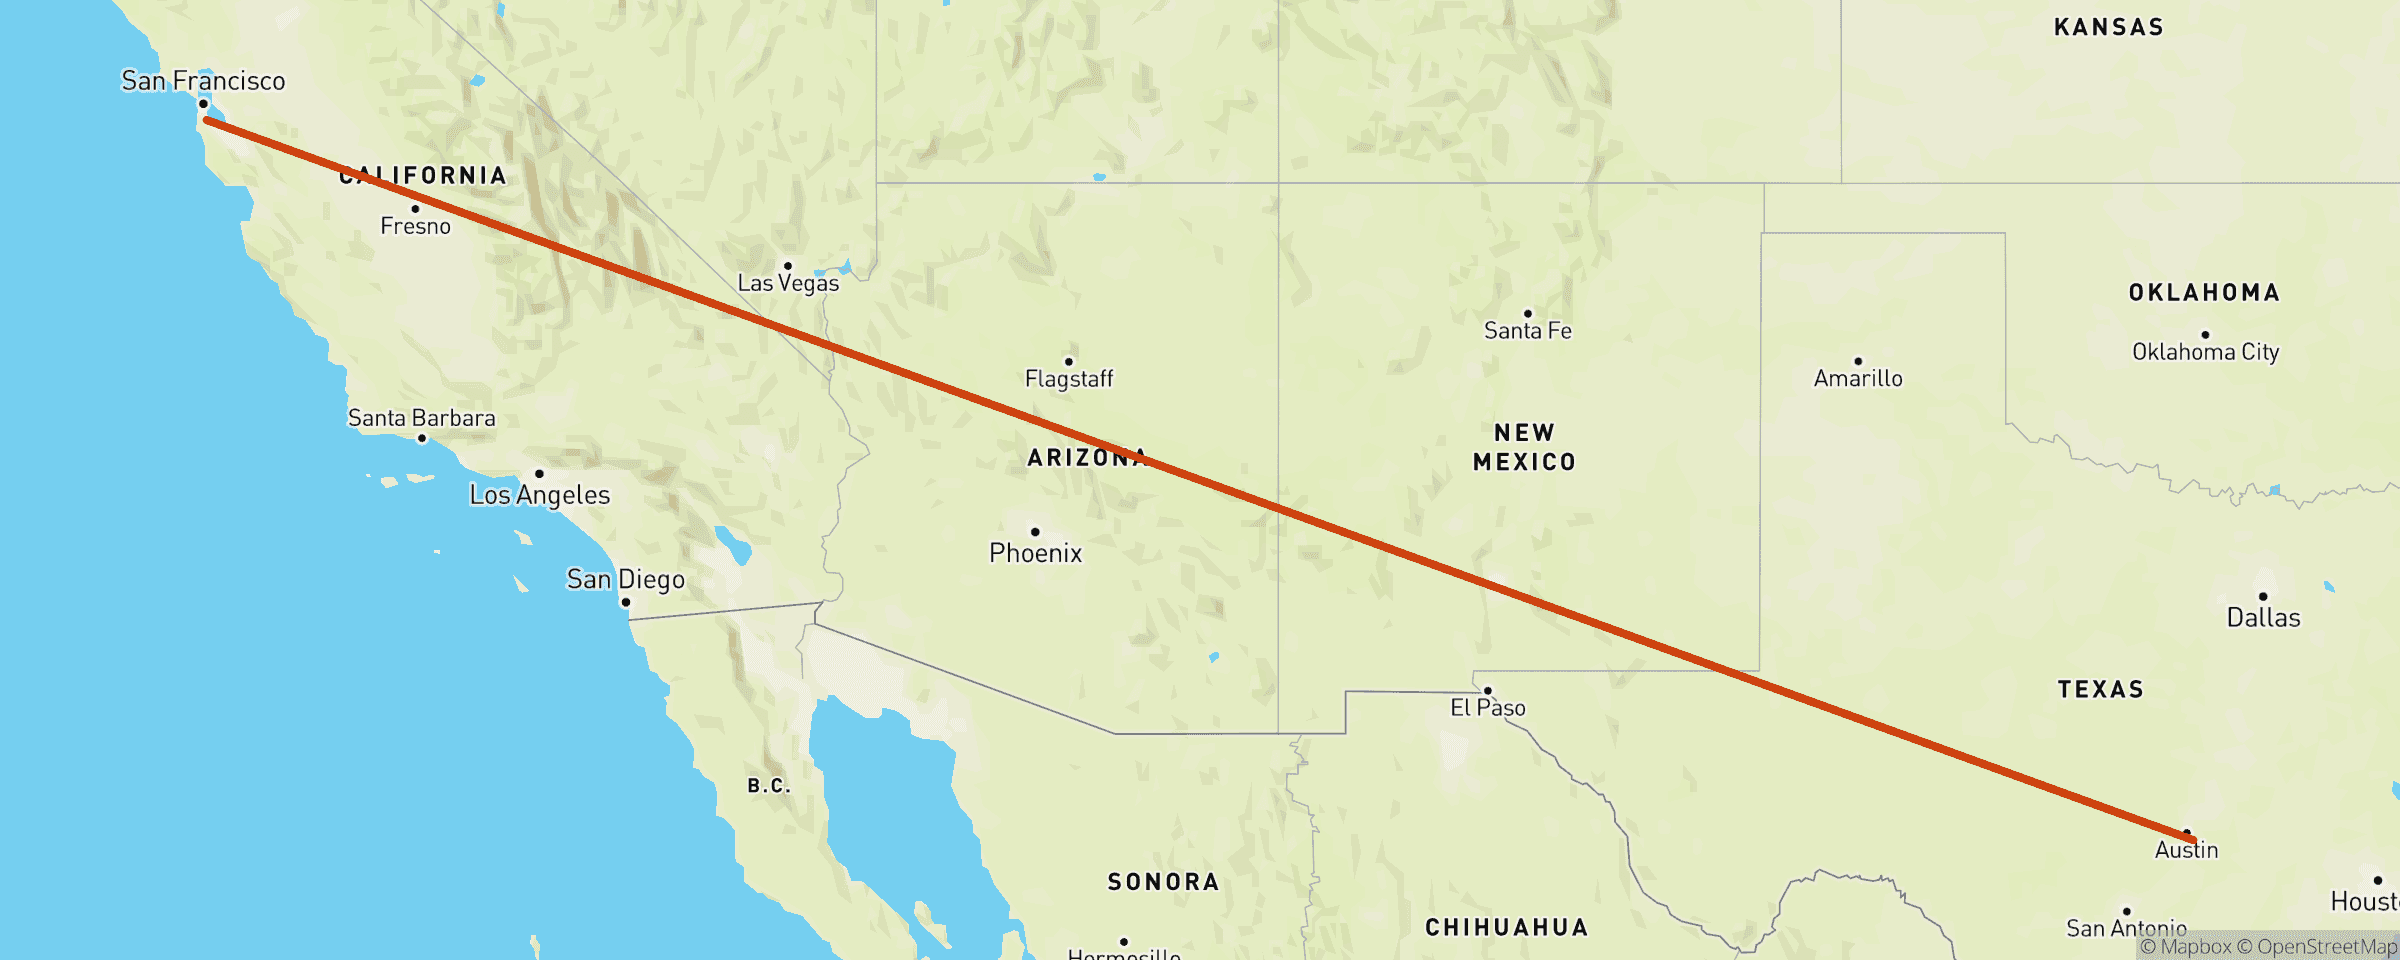 KANSAS
San Francisco
CALIFORNIA
Fresno
Las Vegas
OKLAHOMA
Santa Fe
Oklahoma City
Flagstaff
Amarillo
Santa Barbara
NEW
MEXICO
ARIZONA
Los Angeles
Phoenix
San Diego
Dallas
TEXAS
El Paso
B.C.
Austin
SONORA
Houst
CHIHUAHUA
San Antonio
Hermosillo
© Mapbox © OpenStreetMap